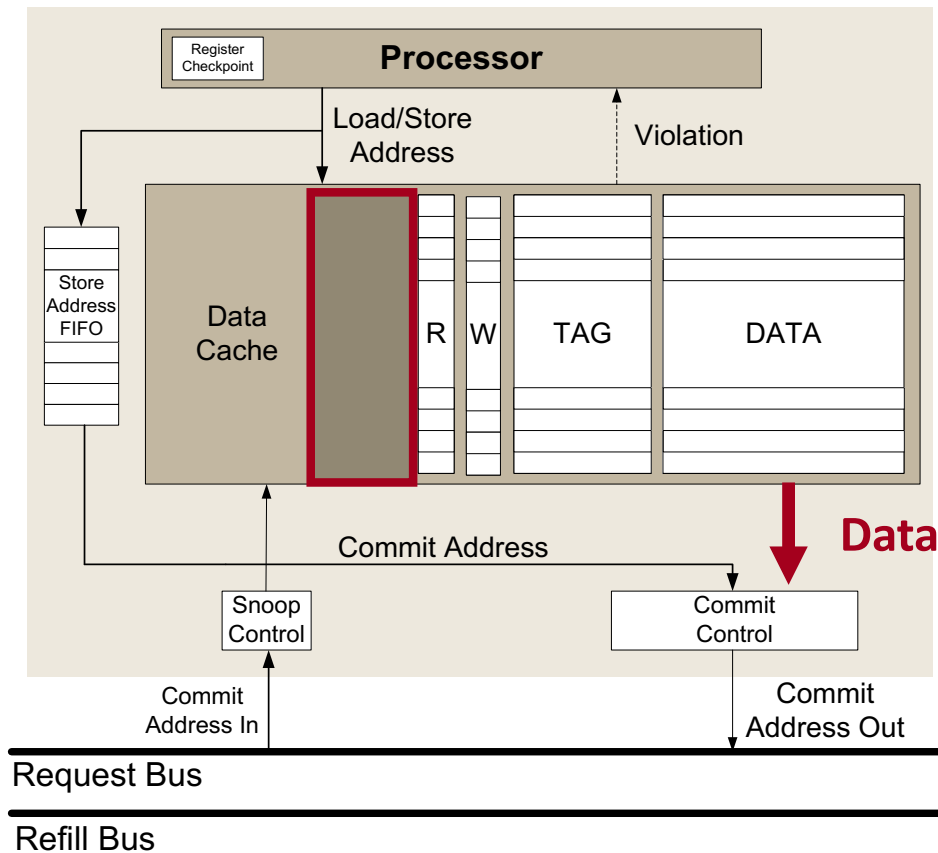 Register
Checkpoint
Processor
Load/Store
Address
Violation
Store
Address
FIFO
Data
Cache
R
W
TAG
DATA
Data
Commit Address
Snoop
Control
Commit
Control
Commit
Address In
Commit
Address Out
Request Bus
Refill Bus